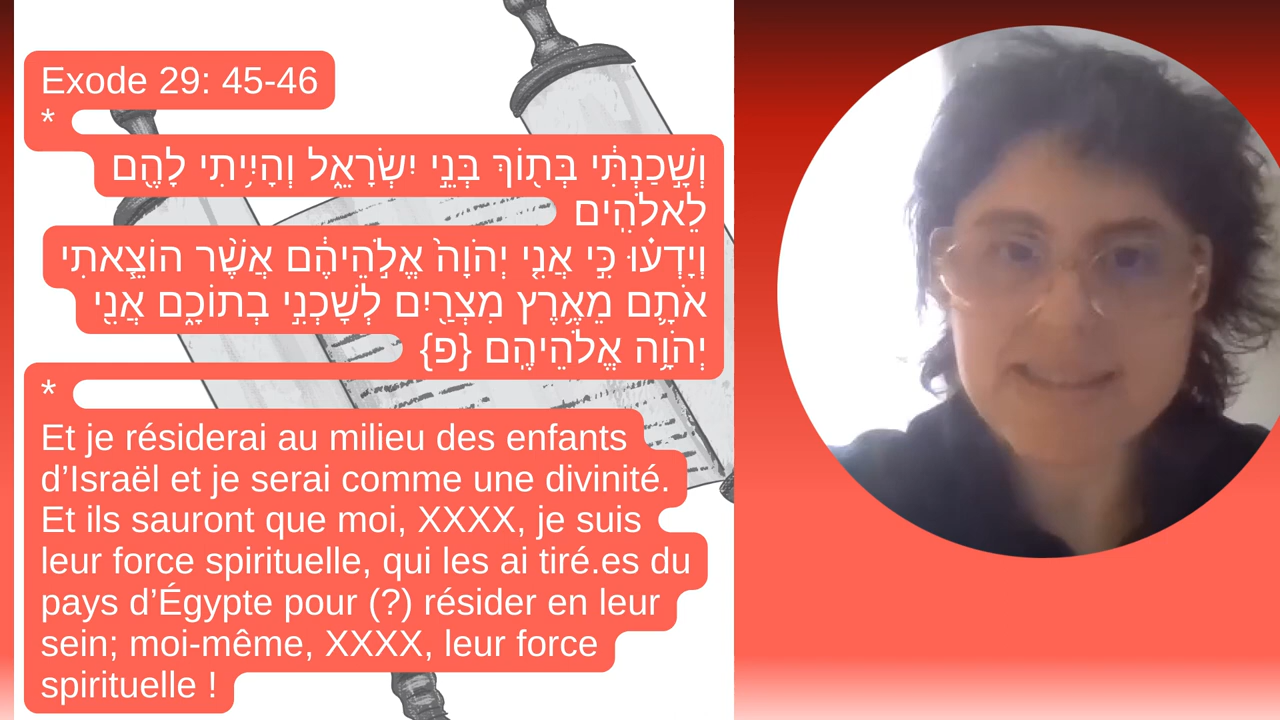 Exode 29: 45-46
*
וְשָׁ֣כַנְתִּ֔י בְּת֖וֹךְ בְּנֵ֣י יִשְׂרָאֵ֑ל וְהָיִ֥יתִי לָהֶ֖ם
לֵאלֹהִֽים
וְיָדְע֗וּ כִּ֣י אֲנִ֤י יְהֹוָה֙ אֱלֹ֣הֵיהֶ֔ם אֲשֶׁ֨ר הוֹצֵ֧אתִי
אֹתָ֛ם מֵאֶ֥רֶץ מִצְרַ֖יִם לְשׇׁכְנִ֣י בְתוֹכָ֑ם אֲנִ֖י
יְהֹוָ֥ה אֱלֹהֵיהֶֽם {פ}
*
Et je résiderai au milieu des enfants
d’Israël et je serai comme une divinité.
Et ils sauront que moi, XXXX, je suis
leur force spirituelle, qui les ai tiré.es du
pays d’Égypte pour (?) résider en leur
sein; moi-même, XXXX, leur force
spirituelle !